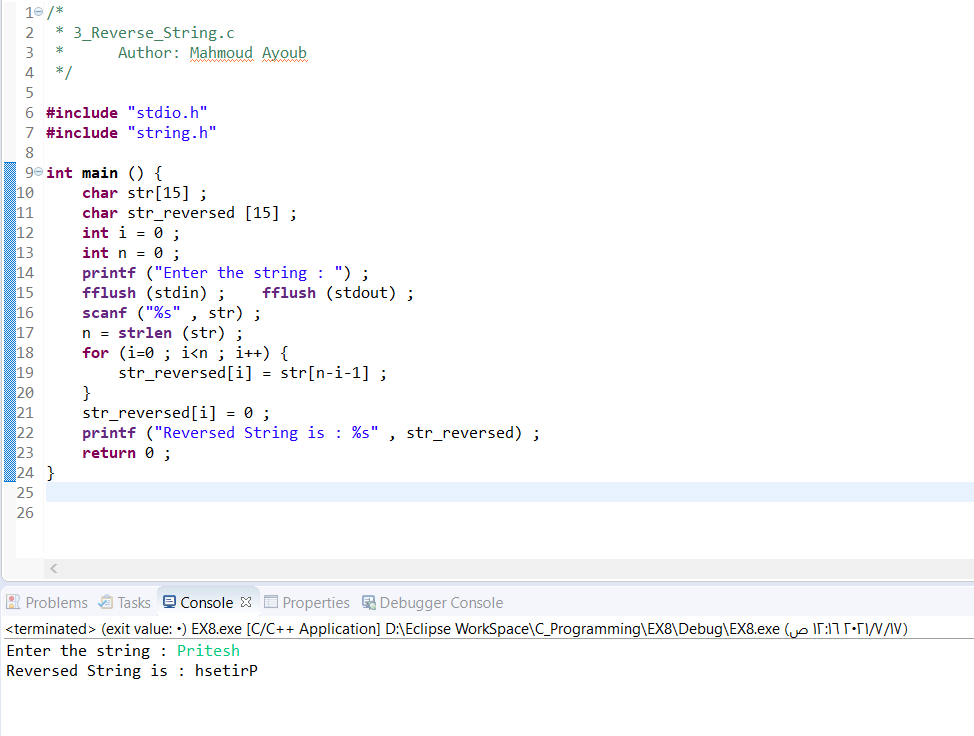 1 /*
2  * 3_Reverse_String.c
3  *      Author: Mahmoud Ayoub
4  */
5
6 #include "stdio.h"
7 #include "string.h"
8
9 int main () {
10     char str[15] ;
11     char str_reversed [15] ;
12     int i = 0 ;
13     int n = 0 ;
14     printf ("Enter the string : ") ;
15     fflush (stdin) ;    fflush (stdout) ;
16     scanf ("%s" , str) ;
17     n = strlen (str) ;
18     for (i=0 ; i<n ; i++) {
19         str_reversed[i] = str[n-i-1] ;
20     }
21     str_reversed[i] = 0 ;
22     printf ("Reversed String is : %s" , str_reversed) ;
23     return 0 ;
24 }
25
26
Problems Tasks Console Properties Debugger Console
<terminated> (exit value: ٠) EX8.exe [C/C++ Application] D:\Eclipse WorkSpace\C_Programming\EX8\Debug\EX8.exe (ص ١٢:١٦ ٢٠٢١/٧/١٧)
Enter the string : Pritesh
Reversed String is : hsetirP